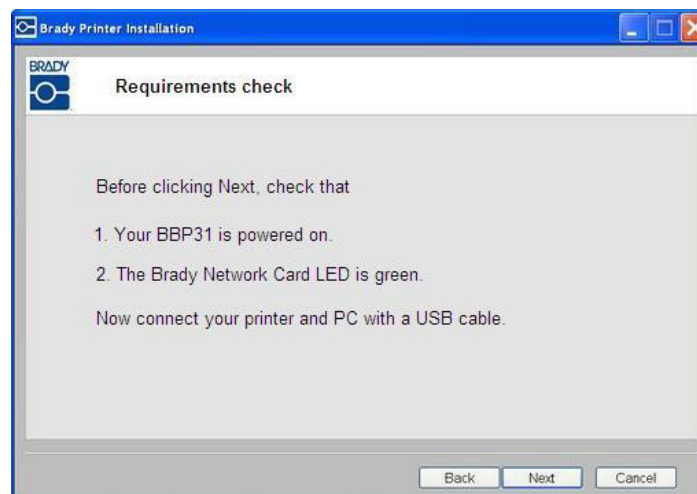 Brady Printer Installation
BRADY
Requirements check
Before clicking Next, check that
1. Your BBP31 is powered on.
2. The Brady Network Card LED is green.
Now connect your printer and PC with a USB cable.
Back Next Cancel